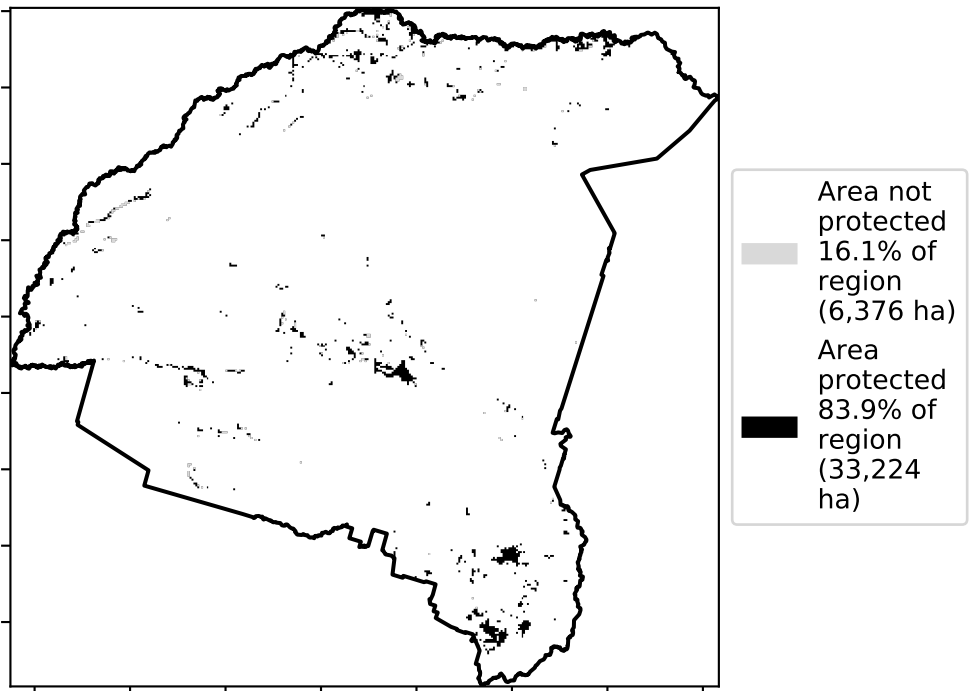 Area not
protected
16.1% of
region
(6,376 ha)
Area
protected
83.9% of
region
(33,224
ha)